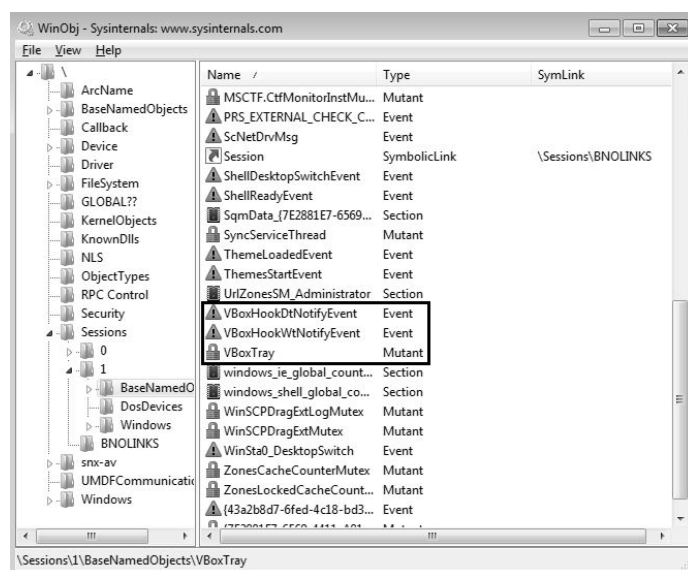 WinObj - Sysinternals: www.sysinternals.com
File View Help
\
ArcName
BaseNamedObjects
Callback
Device
Driver
FileSystem
GLOBAL??
KernelObjects
KnownDlls
NLS
ObjectTypes
RPC Control
Security
Sessions
0
1
BaseNamedO
DosDevices
Windows
BNOLINKS
snx-av
UMDFCommunicatic
Windows
Name / Type SymLink
MSCTF.CtfMonitorInstMu... Mutant
PRS_EXTERNAL_CHECK_C... Event
ScNetDrvMsg Event
Session SymbolicLink \Sessions\BNOLINKS
ShellDesktopSwitchEvent Event
ShellReadyEvent Event
SqmData_{7E2881E7-6569... Section
SyncServiceThread Mutant
ThemeLoadedEvent Event
ThemesStartEvent Event
UrlZonesSM_Administrator Section
VBoxHookDtNotifyEvent Event
VBoxHookWtNotifyEvent Event
VBoxTray Mutant
windows_ie_global_count... Section
windows_shell_global_co... Section
WinSCPDragExtLogMutex Mutant
WinSCPDragExtMutex Mutant
WinSta0_DesktopSwitch Event
ZonesCacheCounterMutex Mutant
ZonesLockedCacheCount... Mutant
{43a2b8d7-6fed-4c18-bd3... Event
\Sessions\1\BaseNamedObjects\VBoxTray